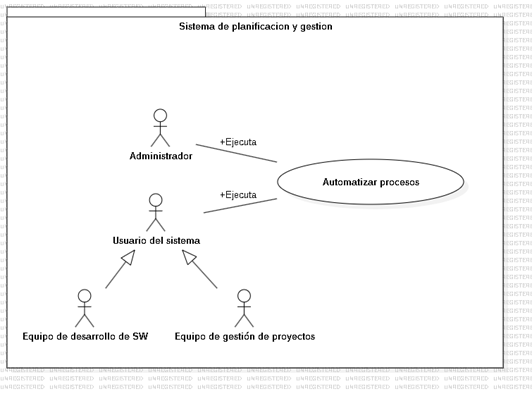 Sistema de planificacion y gestion
+Ejecuta
Administrador
Automatizar procesos
+Ejecuta
Usuario del sistema
Equipo de desarrollo de SW
Equipo de gestión de proyectos
UNREGISTERED